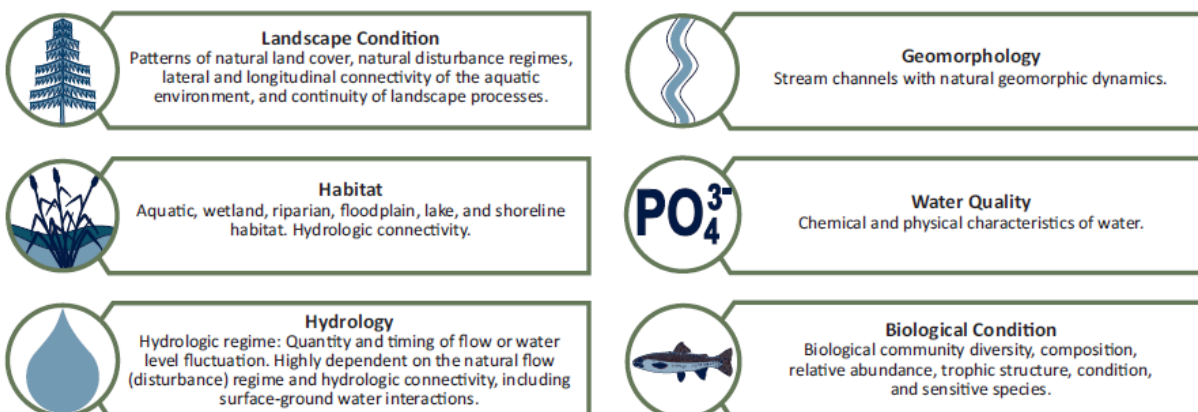 Landscape Condition
Patterns of natural land cover, natural disturbance regimes,
lateral and longitudinal connectivity of the aquatic
environment, and continuity of landscape processes.
Geomorphology
Stream channels with natural geomorphic dynamics.
Habitat
Aquatic, wetland, riparian, floodplain, lake, and shoreline
habitat. Hydrologic connectivity.
PO₄³⁻
Water Quality
Chemical and physical characteristics of water.
Hydrology
Hydrologic regime: Quantity and timing of flow or water
level fluctuation. Highly dependent on the natural flow
(disturbance) regime and hydrologic connectivity, including
surface-ground water interactions.
Biological Condition
Biological community diversity, composition,
relative abundance, trophic structure, condition,
and sensitive species.